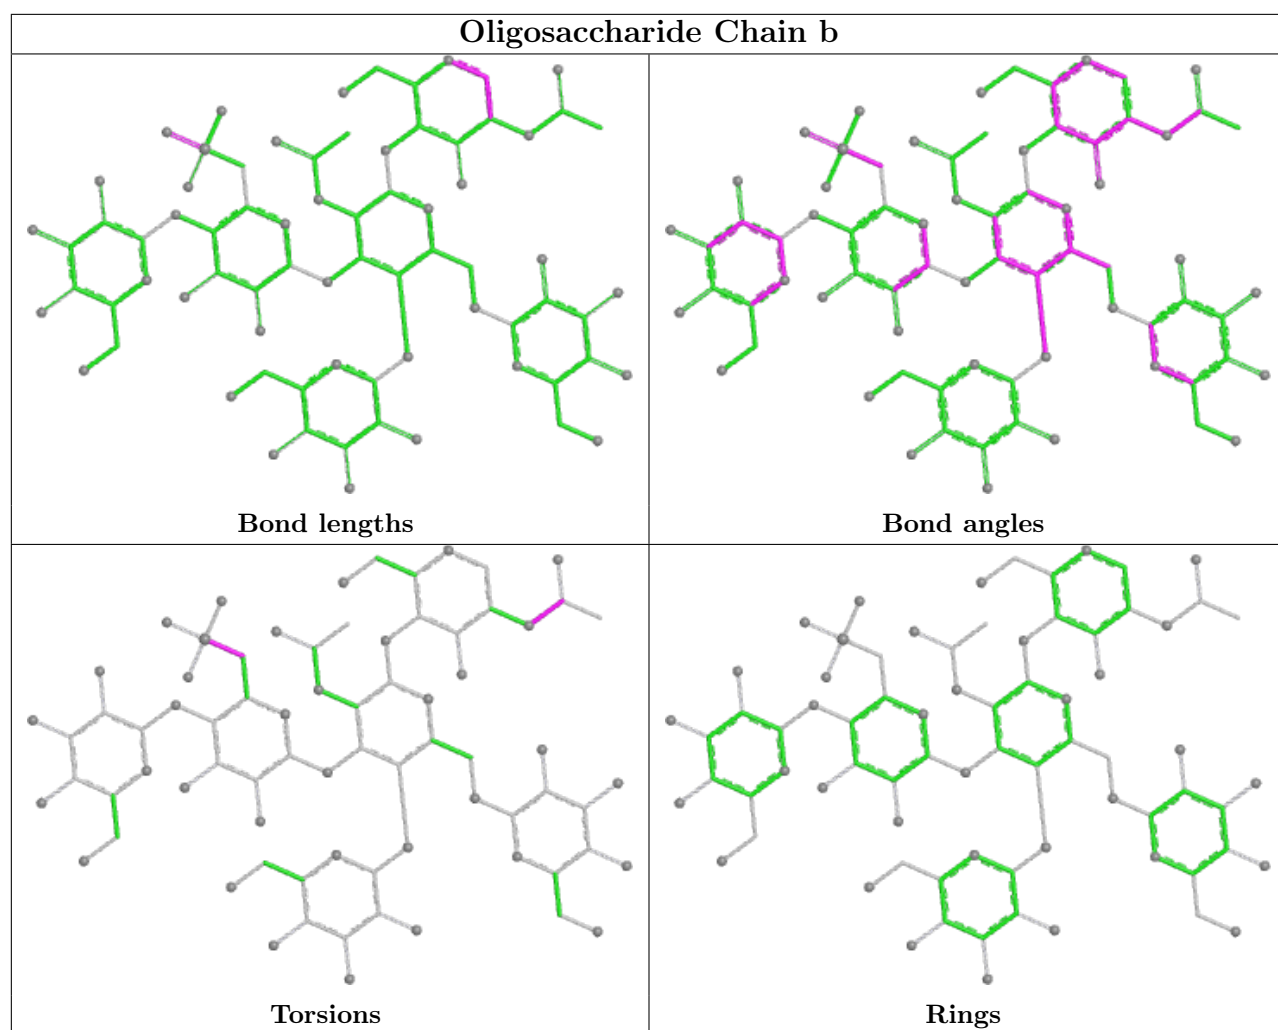 Oligosaccharide Chain b
Bond lengths
Bond angles
Torsions
Rings